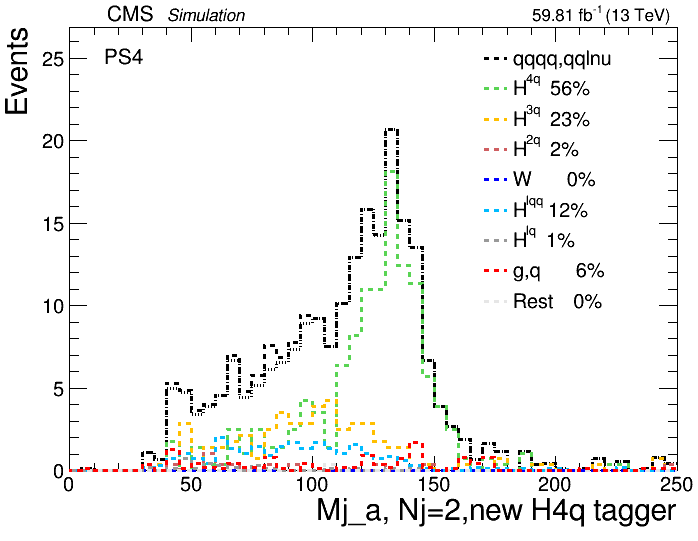 CMS Simulation 59.81 fb-1 (13 TeV)
Events
PS4
qqqq,qqlnu
H4q 56%
H3q 23%
H2q 2%
W 0%
Hlqq 12%
Hlq 1%
g,q 6%
Rest 0%
25
20
15
10
5
0
0 50 100 150 200 250
Mj_a, Nj=2,new H4q tagger